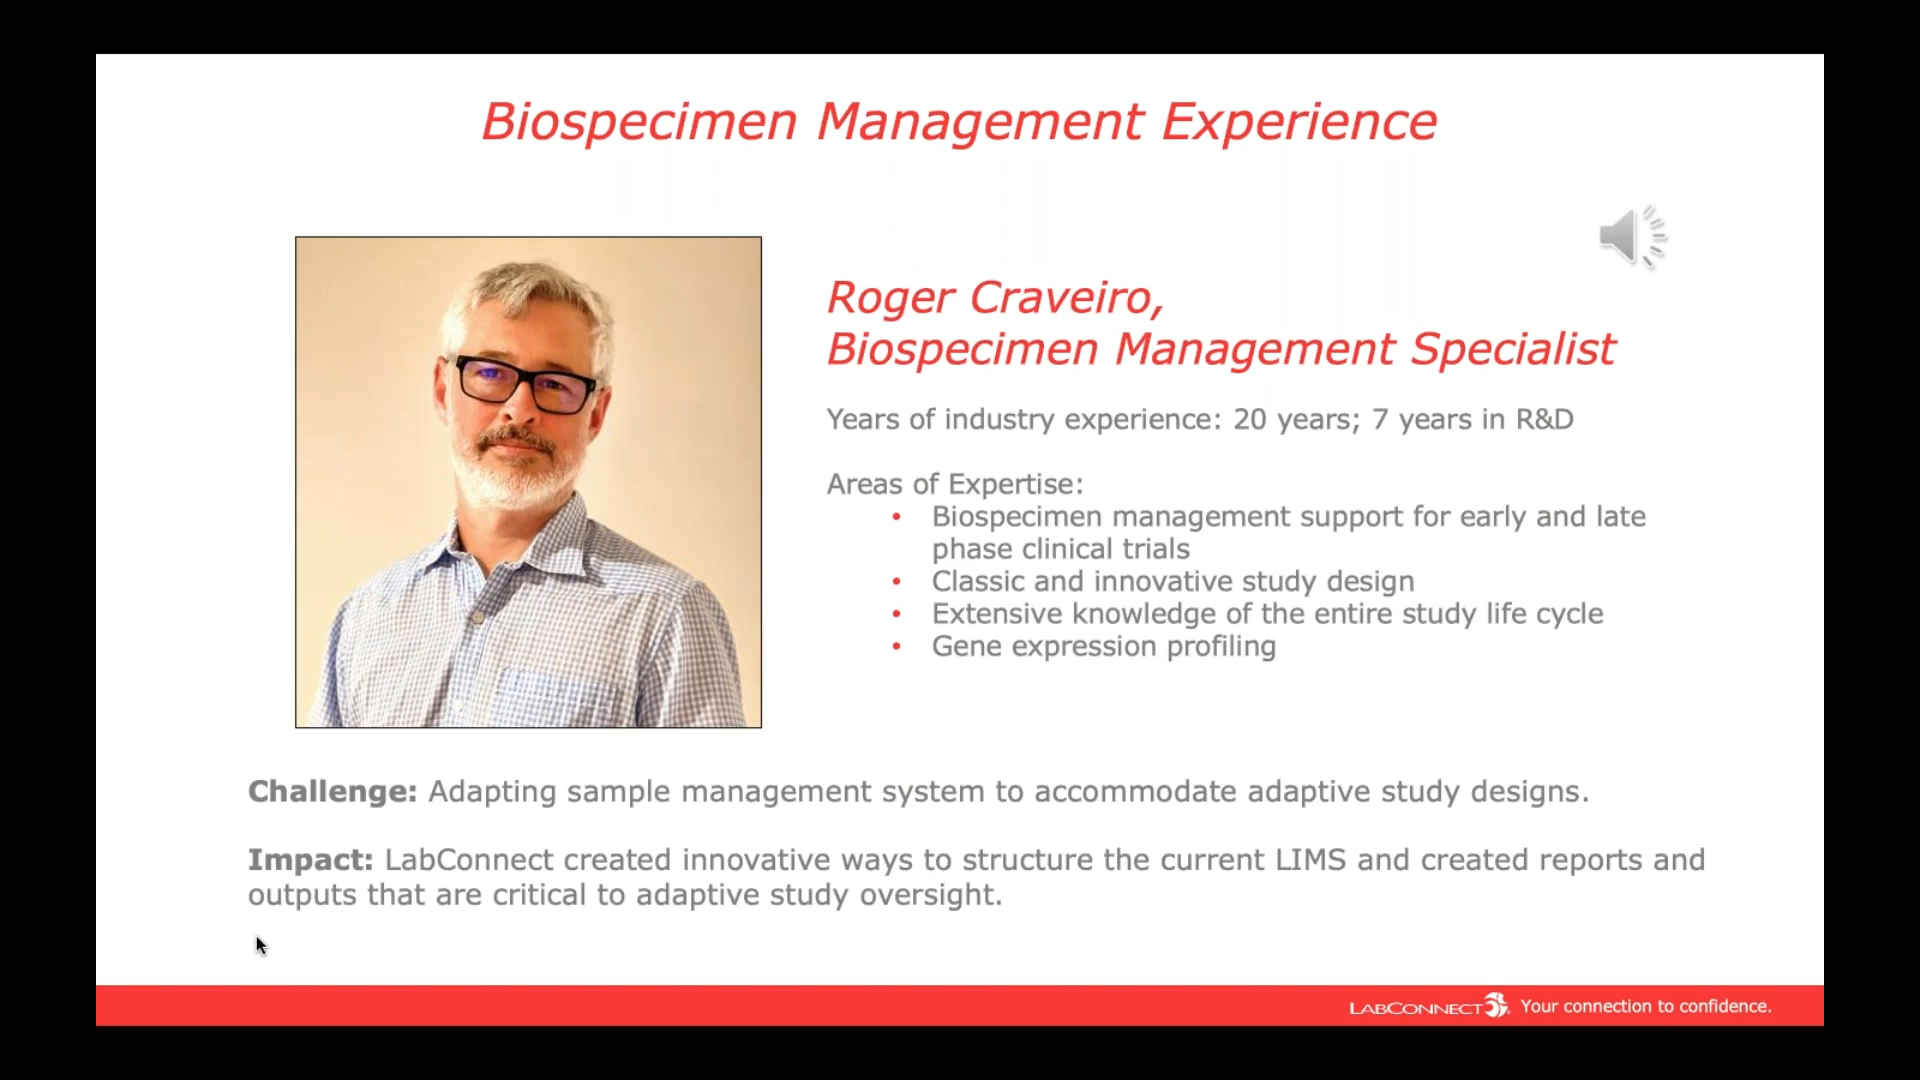 Biospecimen Management Experience
Roger Craveiro,
Biospecimen Management Specialist
Years of industry experience: 20 years; 7 years in R&D
Areas of Expertise:
• Biospecimen management support for early and late
phase clinical trials
• Classic and innovative study design
• Extensive knowledge of the entire study life cycle
• Gene expression profiling
Challenge: Adapting sample management system to accommodate adaptive study designs.
Impact: LabConnect created innovative ways to structure the current LIMS and created reports and
outputs that are critical to adaptive study oversight.
LABCONNECT Your connection to confidence.